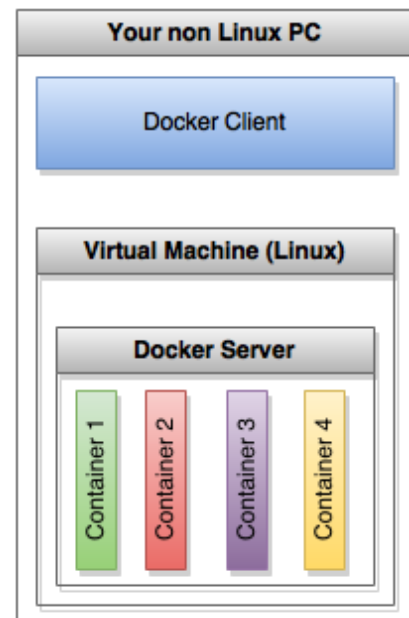 Your non Linux PC
Docker Client
Virtual Machine (Linux)
Docker Server
Container 1
Container 2
Container 3
Container 4